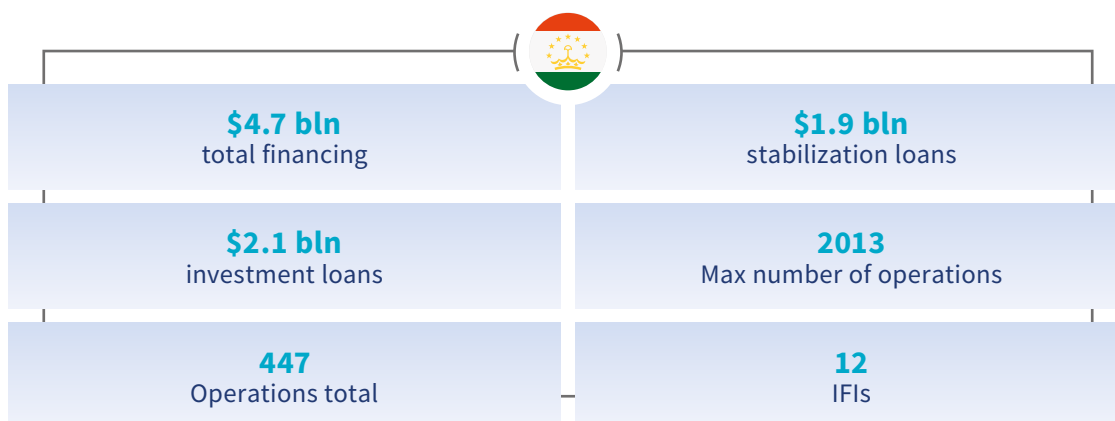 $4.7 bln
total financing
$1.9 bln
stabilization loans
$2.1 bln
investment loans
2013
Max number of operations
447
Operations total
12
IFIs